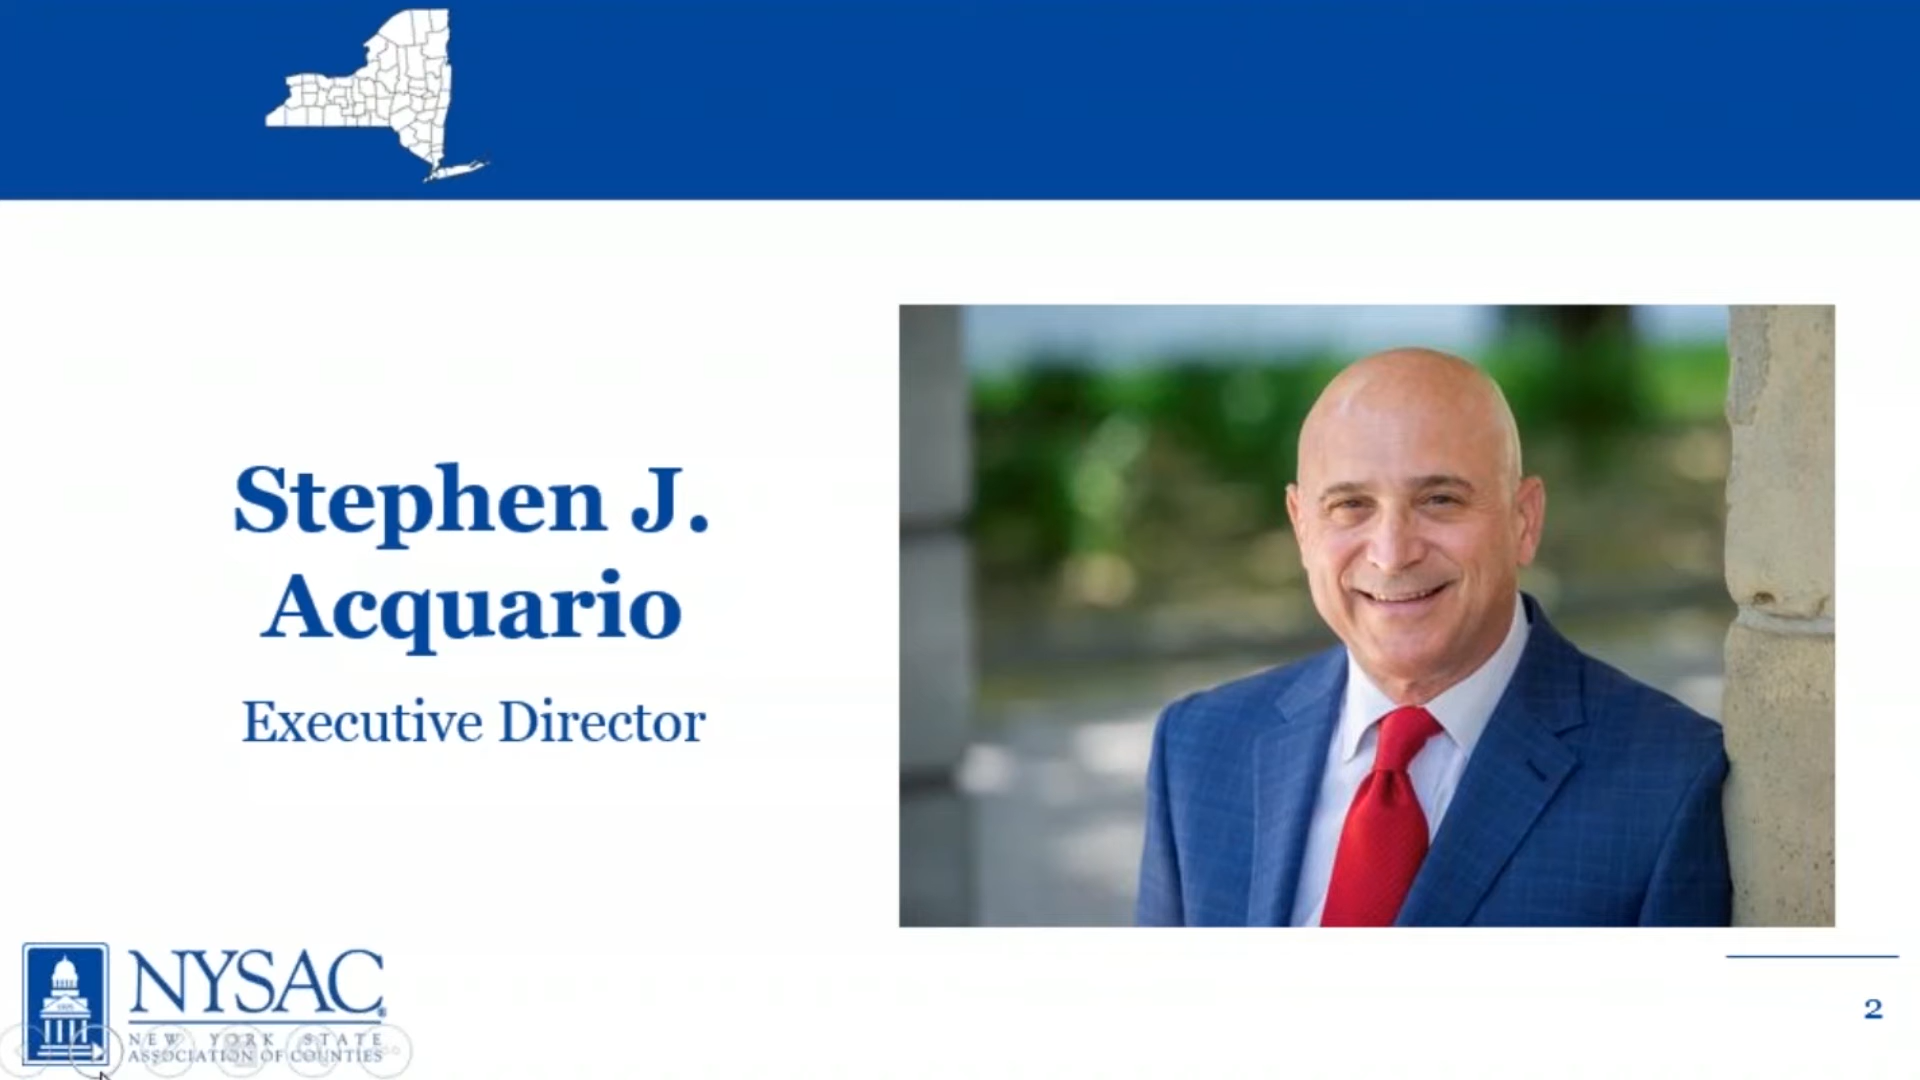 Stephen J.
Acquario
Executive Director
NYSAC
NEW YORK STATE
ASSOCIATION OF COUNTIES
2